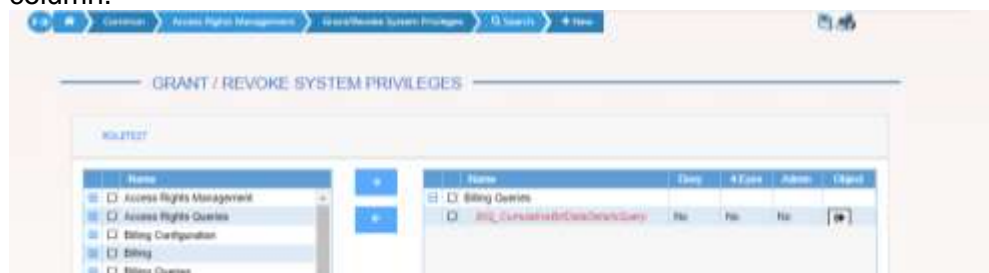 column.
Common Access Rights Management Grant/Revoke System Privileges Search New
GRANT / REVOKE SYSTEM PRIVILEGES
Name
Name Deny 4 Eyes Admin Object
Access Rights Management
Billing Queries
Access Rights Queries
No No No
Billing Configuration
Billing
Billing Queries